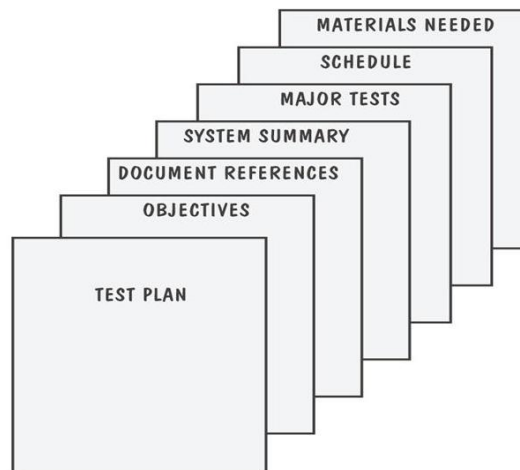 MATERIALS NEEDED
SCHEDULE
MAJOR TESTS
SYSTEM SUMMARY
DOCUMENT REFERENCES
OBJECTIVES
TEST PLAN